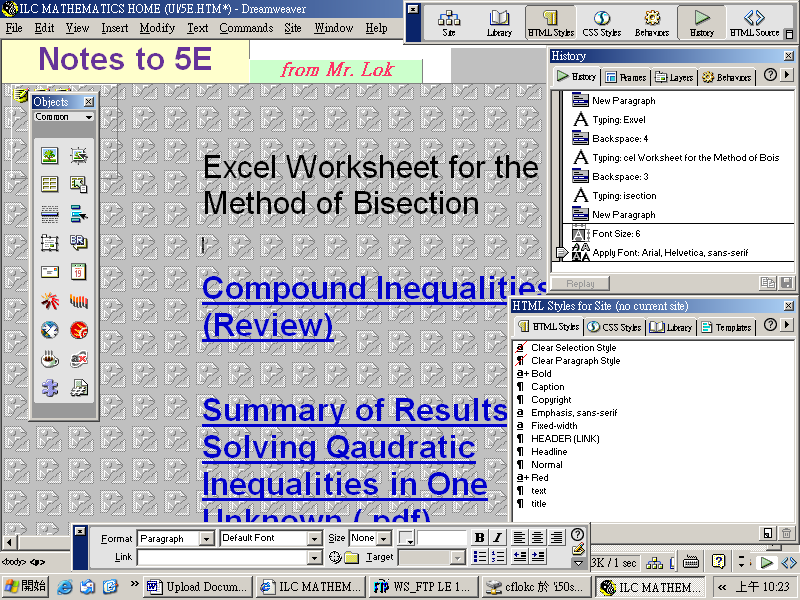 ILC MATHEMATICS HOME (UI/5E.HTM*) - Dreamweaver
File Edit View Insert Modify Text Commands Site Window Help
Site Library HTML Styles CSS Styles Behaviors History HTML Source
Notes to 5E
from Mr. Lok
Objects
Common
Excel Worksheet for the
Method of Bisection
Compound Inequalities
(Review)
Summary of Results
Solving Qaudratic
Inequalities in One
Unknown (.pdf)
History
History Frames Layers Behaviors
New Paragraph
Typing: Exvel
Backspace: 4
Typing: cel Worksheet for the Method of Bois
Backspace: 3
Typing: isection
New Paragraph
Font Size: 6
Apply Font: Arial, Helvetica, sans-serif
Replay
HTML Styles for Site (no current site)
HTML Styles CSS Styles Library Templates
Clear Selection Style
Clear Paragraph Style
a+ Bold
¶ Caption
¶ Copyright
a Emphasis, sans-serif
a Fixed-width
¶ HEADER (LINK)
¶ Headline
¶ Normal
a+ Red
¶ text
¶ title
Format Paragraph Default Font Size None B I
Link Target
<body> <p>
3K / 1 sec
開始 Upload Docum... ILC MATHEM... WS_FTP LE 1... cflokc 於 'i50s... ILC MATHEM... 上午 10:23